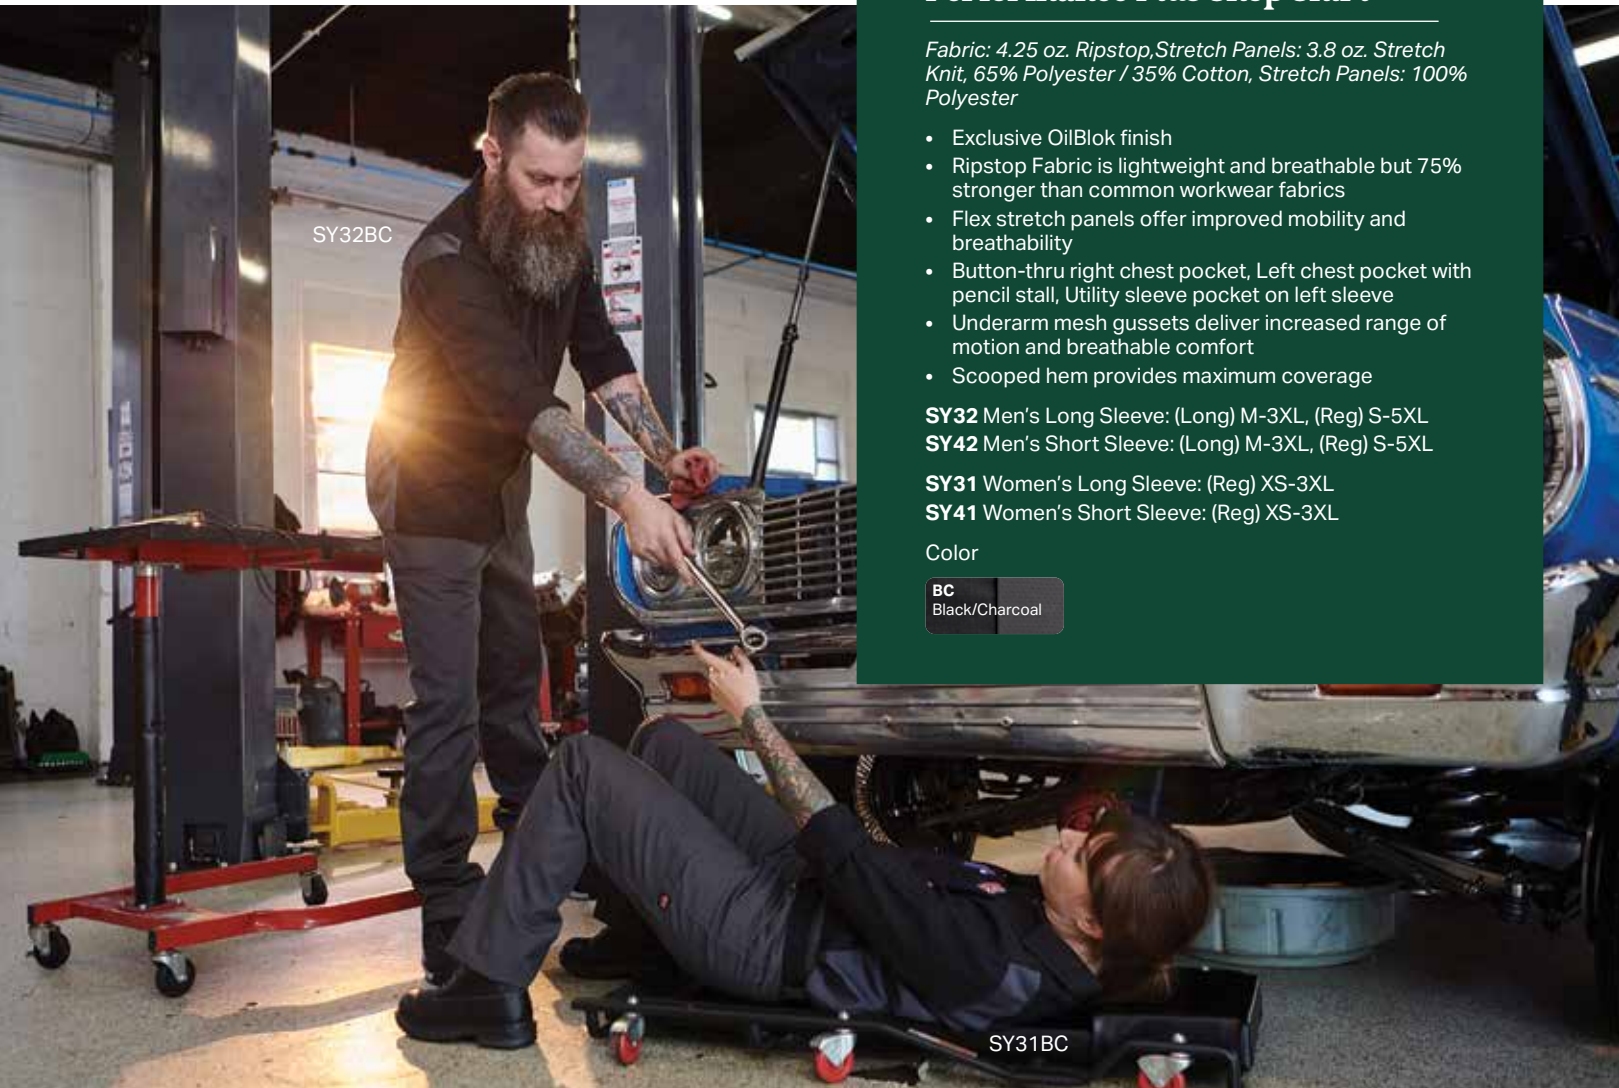 Fabric: 4.25 oz. Ripstop,Stretch Panels: 3.8 oz. Stretch
Knit, 65% Polyester / 35% Cotton, Stretch Panels: 100%
Polyester
• Exclusive OilBlok finish
• Ripstop Fabric is lightweight and breathable but 75%
stronger than common workwear fabrics
• Flex stretch panels offer improved mobility and
breathability
• Button-thru right chest pocket, Left chest pocket with
pencil stall, Utility sleeve pocket on left sleeve
• Underarm mesh gussets deliver increased range of
motion and breathable comfort
• Scooped hem provides maximum coverage
SY32 Men’s Long Sleeve: (Long) M-3XL, (Reg) S-5XL
SY42 Men’s Short Sleeve: (Long) M-3XL, (Reg) S-5XL
SY31 Women’s Long Sleeve: (Reg) XS-3XL
SY41 Women’s Short Sleeve: (Reg) XS-3XL
Color
BC
Black/Charcoal
SY32BC
SY31BC